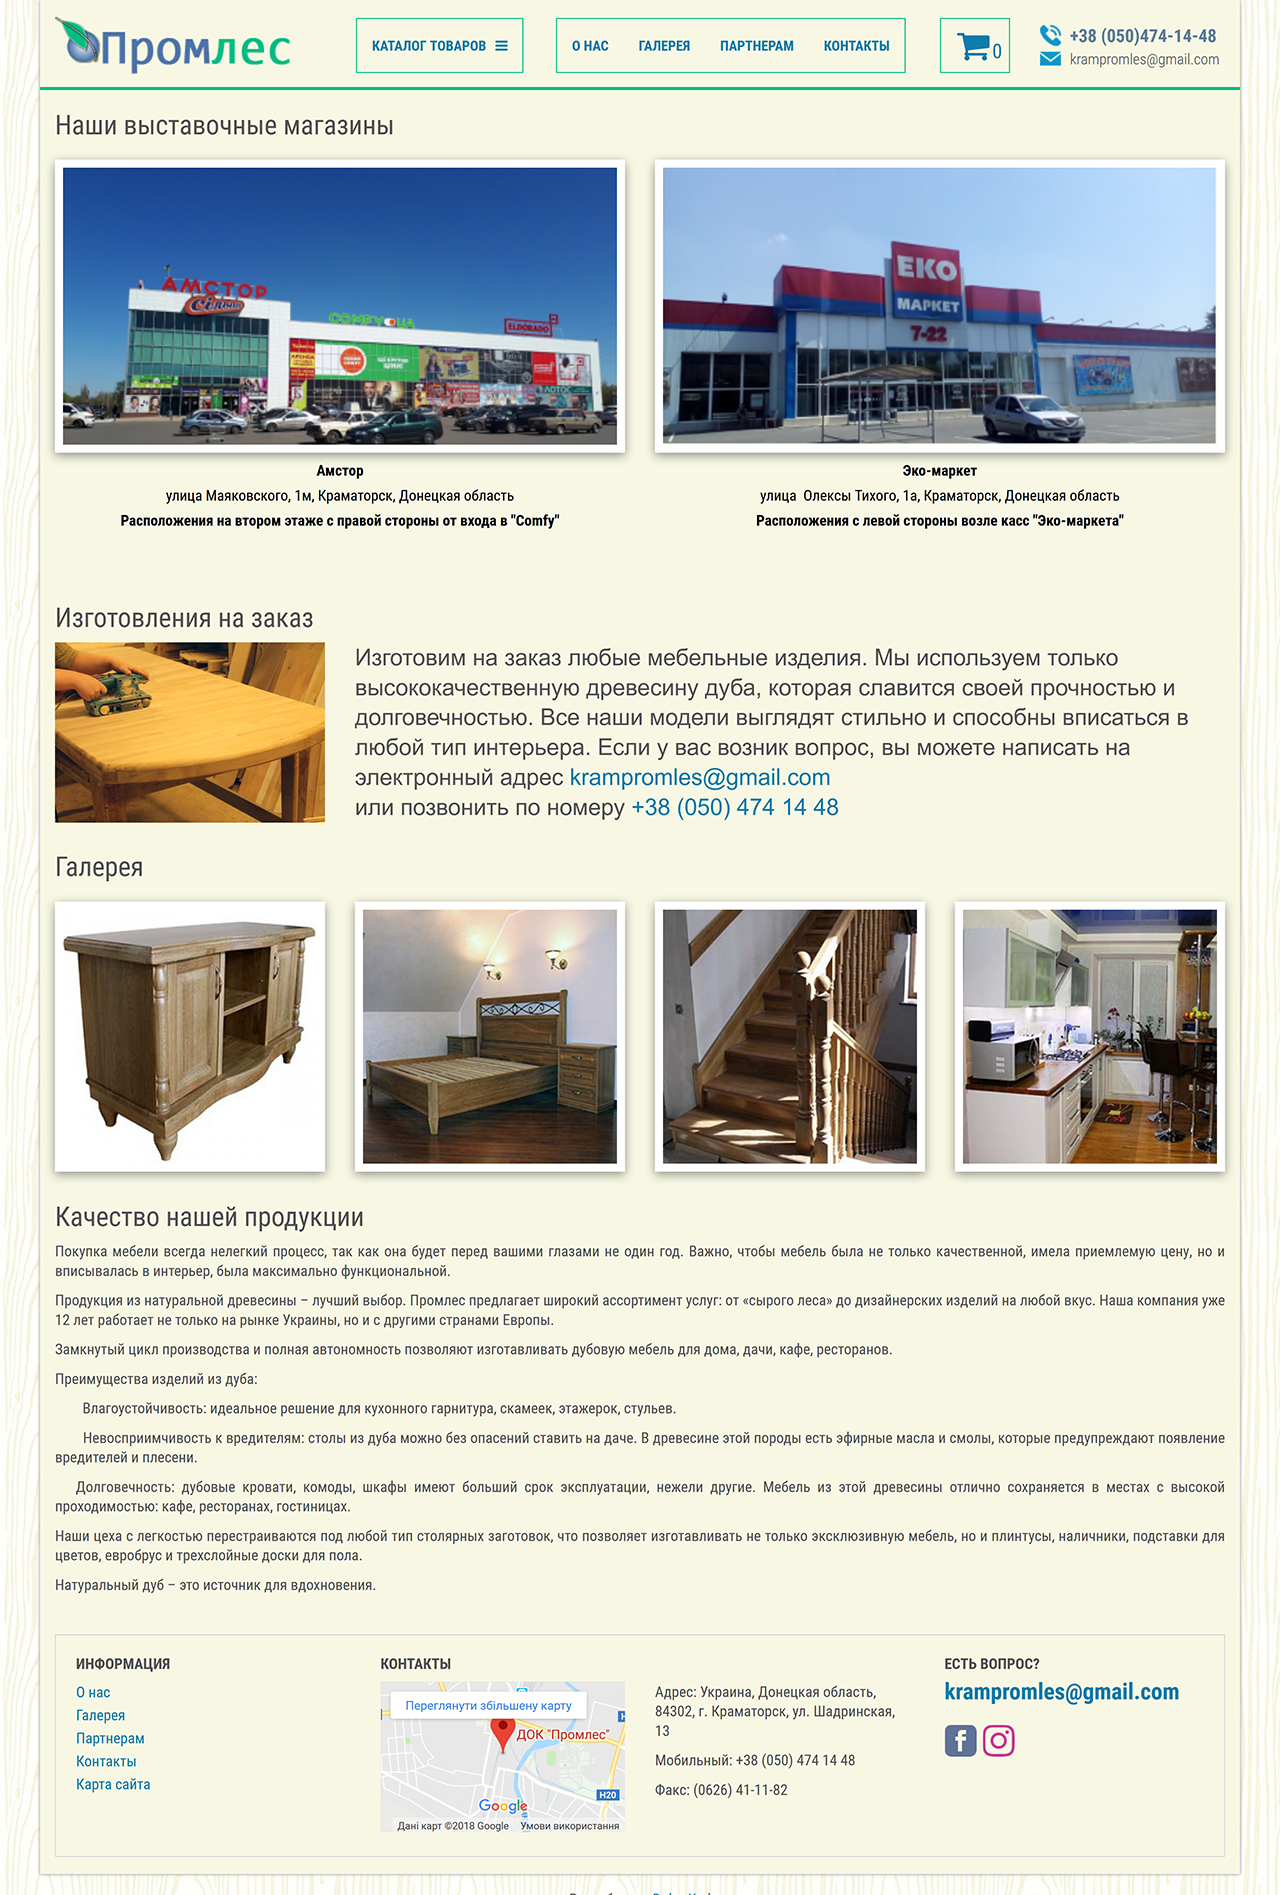 Промлес
КАТАЛОГ ТОВАРОВ
О НАС ГАЛЕРЕЯ ПАРТНЕРАМ КОНТАКТЫ
0
+38 (050)474-14-48
krampromles@gmail.com
Наши выставочные магазины
АМСТОР
Сільпо
COMFY UA
ELDORADO
ЕКО
МАРКЕТ
7-22
Амстор
улица Маяковского, 1м, Краматорск, Донецкая область
Расположения на втором этаже с правой стороны от входа в "Comfy"
Эко-маркет
улица  Олексы Тихого, 1а, Краматорск, Донецкая область
Расположения с левой стороны возле касс "Эко-маркета"
Изготовления на заказ
Изготовим на заказ любые мебельные изделия. Мы используем только
высококачественную древесину дуба, которая славится своей прочностью и
долговечностью. Все наши модели выглядят стильно и способны вписаться в
любой тип интерьера. Если у вас возник вопрос, вы можете написать на
электронный адрес krampromles@gmail.com
или позвонить по номеру +38 (050) 474 14 48
Галерея
Качество нашей продукции
Покупка мебели всегда нелегкий процесс, так как она будет перед вашими глазами не один год. Важно, чтобы мебель была не только качественной, имела приемлемую цену, но и
вписывалась в интерьер, была максимально функциональной.
Продукция из натуральной древесины – лучший выбор. Промлес предлагает широкий ассортимент услуг: от «сырого леса» до дизайнерских изделий на любой вкус. Наша компания уже
12 лет работает не только на рынке Украины, но и с другими странами Европы.
Замкнутый цикл производства и полная автономность позволяют изготавливать дубовую мебель для дома, дачи, кафе, ресторанов.
Преимущества изделий из дуба:
Влагоустойчивость: идеальное решение для кухонного гарнитура, скамеек, этажерок, стульев.
Невосприимчивость к вредителям: столы из дуба можно без опасений ставить на даче. В древесине этой породы есть эфирные масла и смолы, которые предупреждают появление
вредителей и плесени.
Долговечность: дубовые кровати, комоды, шкафы имеют больший срок эксплуатации, нежели другие. Мебель из этой древесины отлично сохраняется в местах с высокой
проходимостью: кафе, ресторанах, гостиницах.
Наши цеха с легкостью перестраиваются под любой тип столярных заготовок, что позволяет изготавливать не только эксклюзивную мебель, но и плинтусы, наличники, подставки для
цветов, евробрус и трехслойные доски для пола.
Натуральный дуб – это источник для вдохновения.
ИНФОРМАЦИЯ
О нас
Галерея
Партнерам
Контакты
Карта сайта
КОНТАКТЫ
Переглянути збільшену карту
ДОК "Промлес"
H20
Google
Дані карт ©2018 Google Умови використання
Адрес: Украина, Донецкая область,
84302, г. Краматорск, ул. Шадринская,
13
Мобильный: +38 (050) 474 14 48
Факс: (0626) 41-11-82
ЕСТЬ ВОПРОС?
krampromles@gmail.com